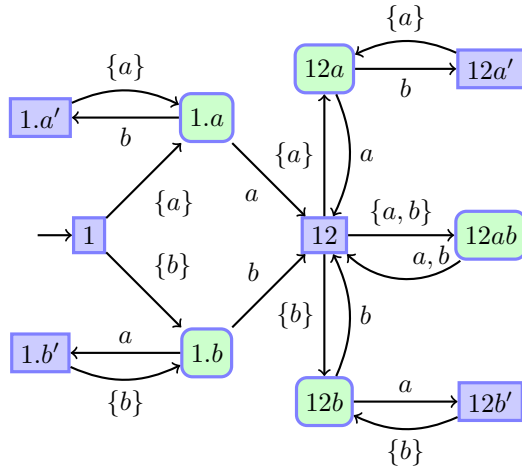 {a}
{a}
1.a′
b
1.a
12a
b
12a′
{a}
a
{a}
a
1
12
{a, b}
12ab
{b}
b
{b}
a, b
b
1.b′
a
1.b
{b}
12b
a
12b′
{b}